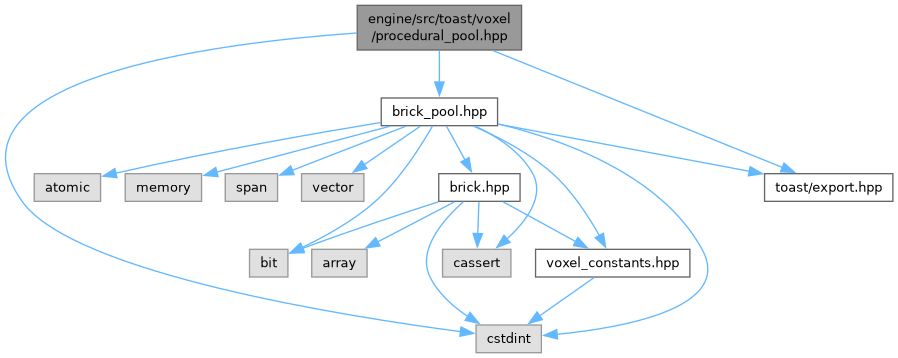 engine/src/toast/voxel
/procedural_pool.hpp
brick_pool.hpp
atomic
memory
span
vector
brick.hpp
toast/export.hpp
bit
array
cassert
voxel_constants.hpp
cstdint